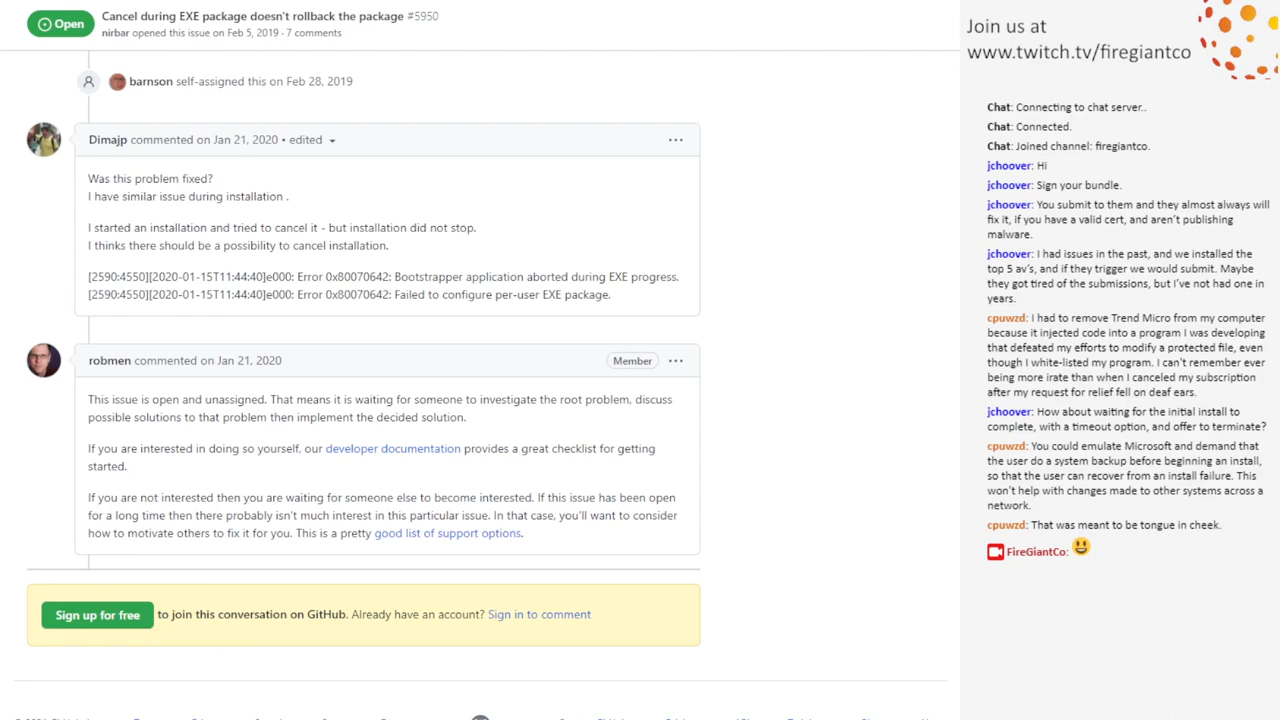 Open
Cancel during EXE package doesn't rollback the package #5950
nirbar opened this issue on Feb 5, 2019 · 7 comments
barnson self-assigned this on Feb 28, 2019
Dimajp commented on Jan 21, 2020 • edited
Was this problem fixed?
I have similar issue during installation .
I started an installation and tried to cancel it - but installation did not stop.
I thinks there should be a possibility to cancel installation.
[2590:4550][2020-01-15T11:44:40]e000: Error 0x80070642: Bootstrapper application aborted during EXE progress.
[2590:4550][2020-01-15T11:44:40]e000: Error 0x80070642: Failed to configure per-user EXE package.
robmen commented on Jan 21, 2020
Member
This issue is open and unassigned. That means it is waiting for someone to investigate the root problem, discuss
possible solutions to that problem then implement the decided solution.
If you are interested in doing so yourself, our developer documentation provides a great checklist for getting
started.
If you are not interested then you are waiting for someone else to become interested. If this issue has been open
for a long time then there probably isn't much interest in this particular issue. In that case, you'll want to consider
how to motivate others to fix it for you. This is a pretty good list of support options.
Sign up for free to join this conversation on GitHub. Already have an account? Sign in to comment
Join us at
www.twitch.tv/firegiantco
Chat: Connecting to chat server..
Chat: Connected.
Chat: Joined channel: firegiantco.
jchoover: Hi
jchoover: Sign your bundle.
jchoover: You submit to them and they almost always will
fix it, if you have a valid cert, and aren't publishing
malware.
jchoover: I had issues in the past, and we installed the
top 5 av's, and if they trigger we would submit. Maybe
they got tired of the submissions, but I've not had one in
years.
cpuwzd: I had to remove Trend Micro from my computer
because it injected code into a program I was developing
that defeated my efforts to modify a protected file, even
though I white-listed my program. I can't remember ever
being more irate than when I canceled my subscription
after my request for relief fell on deaf ears.
jchoover: How about waiting for the initial install to
complete, with a timeout option, and offer to terminate?
cpuwzd: You could emulate Microsoft and demand that
the user do a system backup before beginning an install,
so that the user can recover from an install failure. This
won't help with changes made to other systems across a
network.
cpuwzd: That was meant to be tongue in cheek.
FireGiantCo: 😃